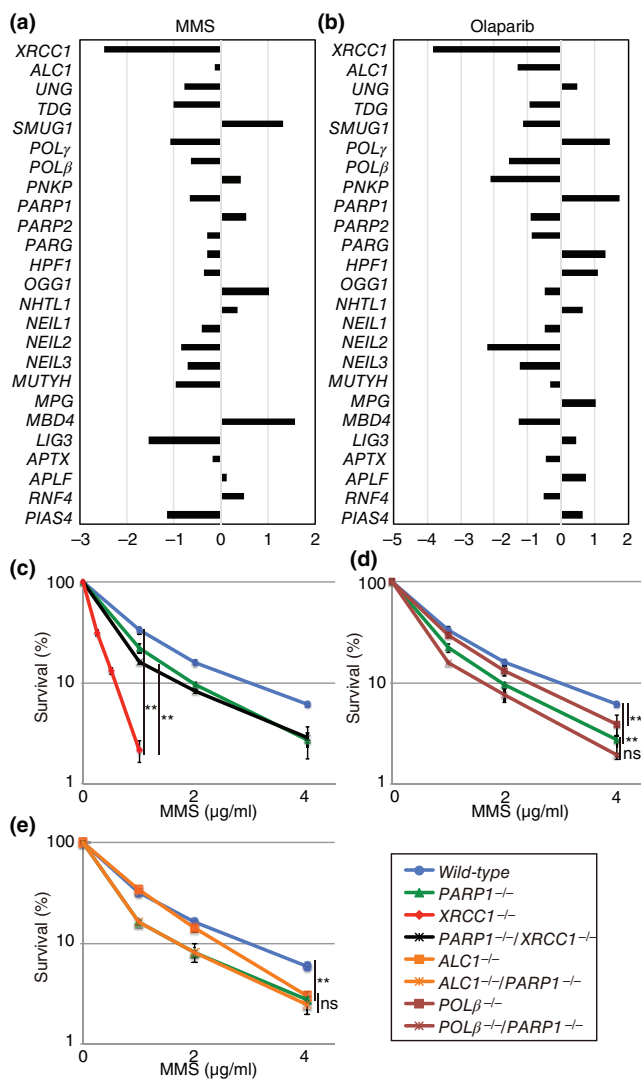 (a) MMS
XRCC1
ALC1
UNG
TDG
SMUG1
POLγ
POLβ
PNKP
PARP1
PARP2
PARG
HPF1
OGG1
NHTL1
NEIL1
NEIL2
NEIL3
MUTYH
MPG
MBD4
LIG3
APTX
APLF
RNF4
PIAS4
−3 −2 −1 0 1 2
(b) Olaparib
XRCC1
ALC1
UNG
TDG
SMUG1
POLγ
POLβ
PNKP
PARP1
PARP2
PARG
HPF1
OGG1
NHTL1
NEIL1
NEIL2
NEIL3
MUTYH
MPG
MBD4
LIG3
APTX
APLF
RNF4
PIAS4
−5 −4 −3 −2 −1 0 1 2
(c)
Survival (%)
100
10
1
**
**
0 2 4
MMS (μg/ml)
(d)
Survival (%)
100
10
1
**
**
ns
0 2 4
MMS (μg/ml)
(e)
Survival (%)
100
10
1
**
ns
0 2 4
MMS (μg/ml)
Wild-type
PARP1−/−
XRCC1−/−
PARP1−/−/XRCC1−/−
ALC1−/−
ALC1−/−/PARP1−/−
POLβ−/−
POLβ−/−/PARP1−/−